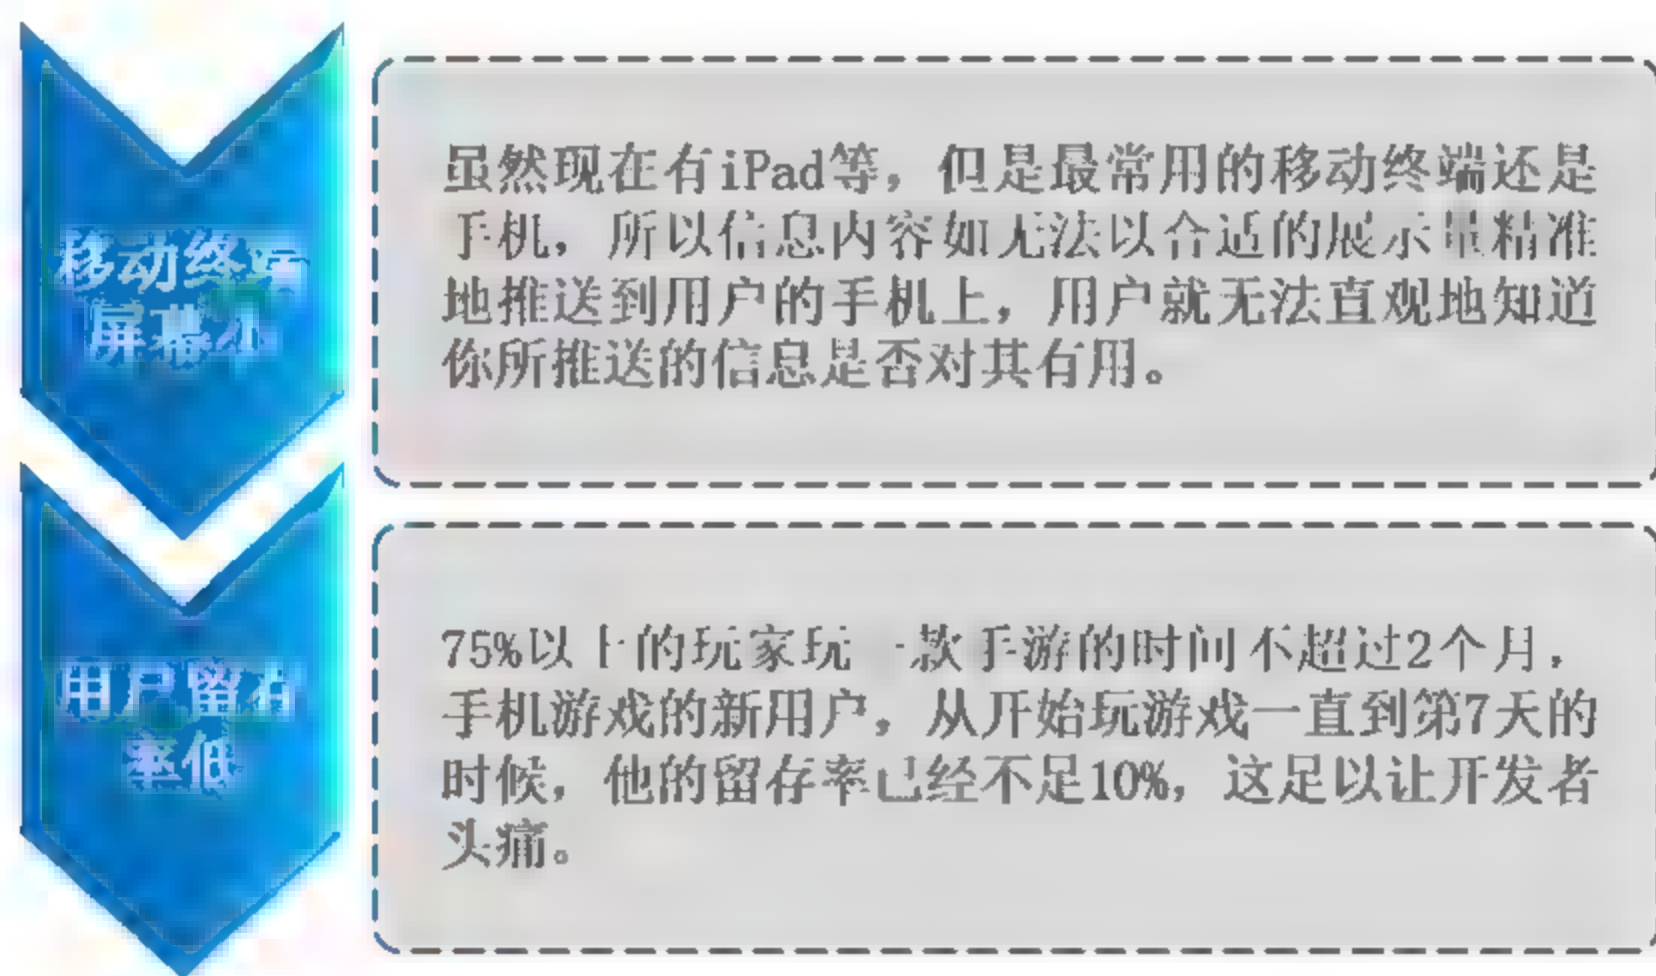 移动终端
屏幕小
虽然现在有iPad等，但是最常用的移动终端还是
手机，所以信息内容如无法以合适的展示量精准
地推送到用户的手机上，用户就无法直观地知道
你所推送的信息是否对其有用。
用户留存
率低
75%以上的玩家玩一款手游的时间不超过2个月，
手机游戏的新用户，从开始玩游戏一直到第7天的
时候，他的留存率已经不足10%，这足以让开发者
头痛。